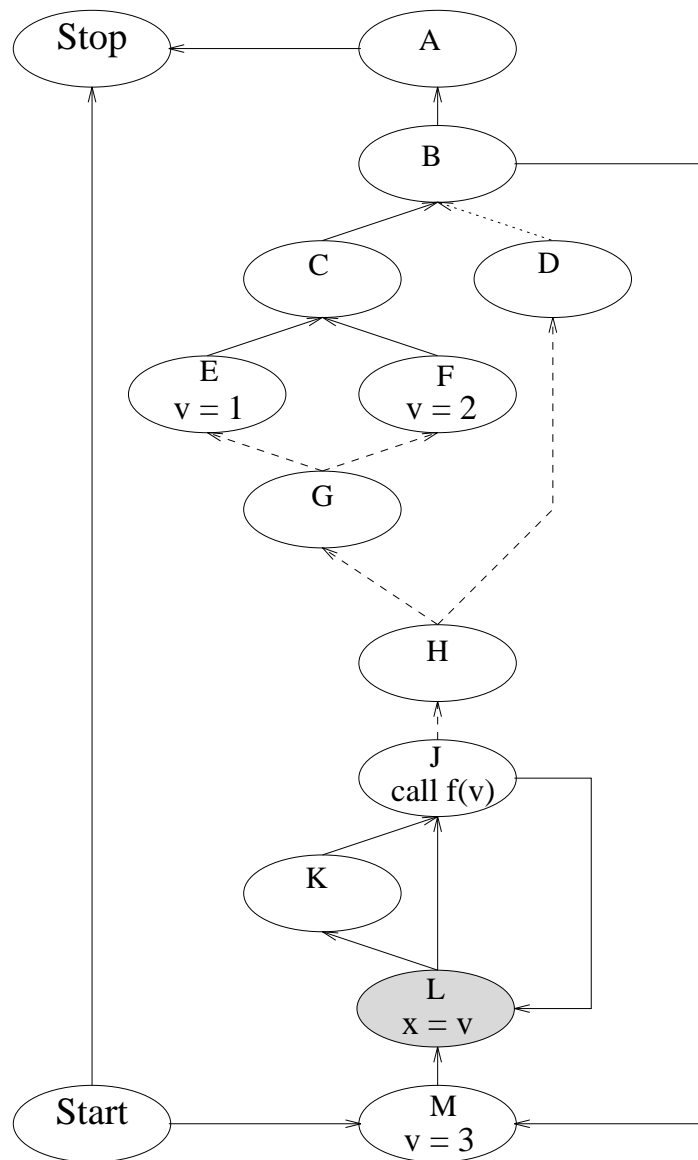 Stop
A
B
C
D
E
v = 1
F
v = 2
G
H
J
call f(v)
K
L
x = v
Start
M
v = 3